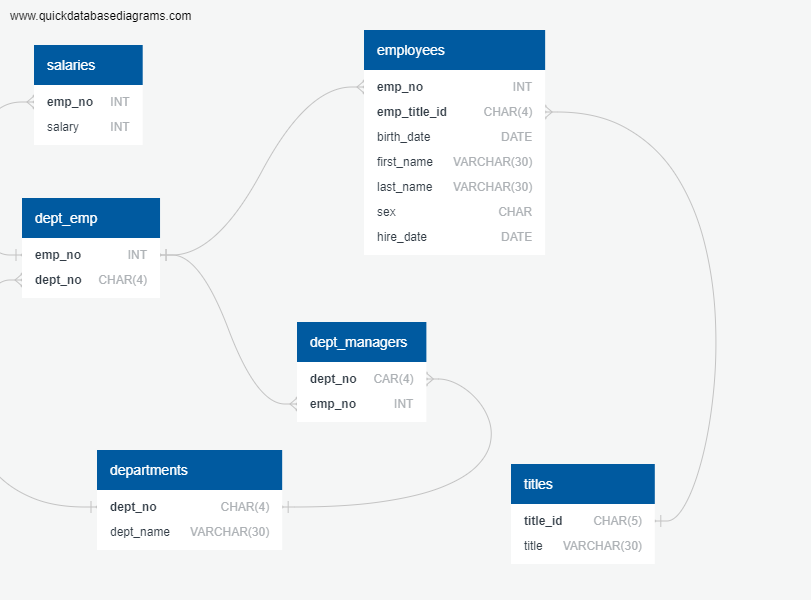 www.quickdatabasediagrams.com
salaries
emp_no INT
salary INT
employees
emp_no INT
emp_title_id CHAR(4)
birth_date DATE
first_name VARCHAR(30)
last_name VARCHAR(30)
sex CHAR
hire_date DATE
dept_emp
emp_no INT
dept_no CHAR(4)
dept_managers
dept_no CAR(4)
emp_no INT
departments
dept_no CHAR(4)
dept_name VARCHAR(30)
titles
title_id CHAR(5)
title VARCHAR(30)